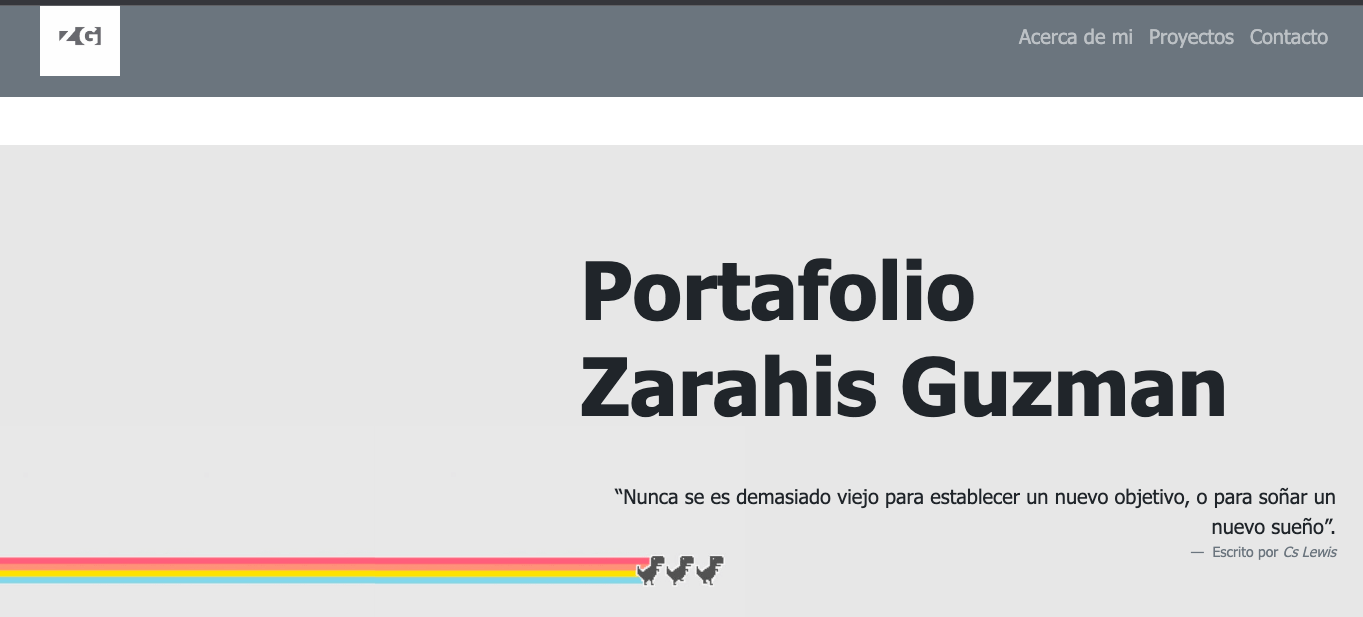 ZG
Acerca de mi Proyectos Contacto
Portafolio
Zarahis Guzman
“Nunca se es demasiado viejo para establecer un nuevo objetivo, o para soñar un
nuevo sueño”.
— Escrito por Cs Lewis